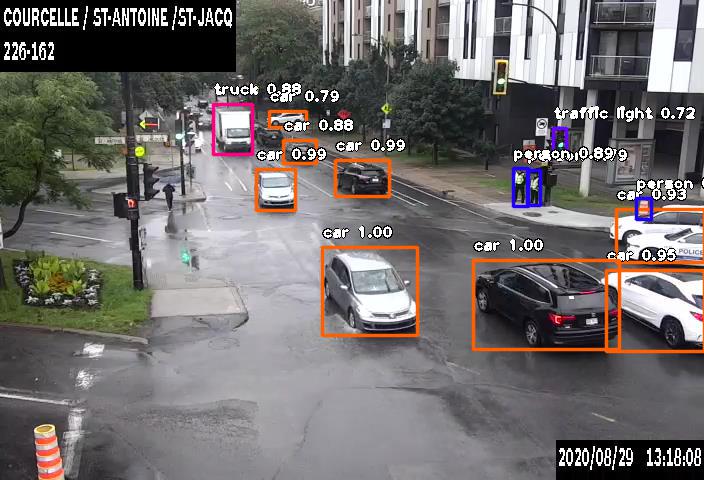 COURCELLE / ST-ANTOINE /ST-JACQ
226-162
truck 0.88
car 0.79
car 0.88
car 0.99
car 0.99
traffic light 0.72
person 0.89
person
car 0.93
car 1.00
car 1.00
car 0.95
POLICE
2020/08/29 13:18:08